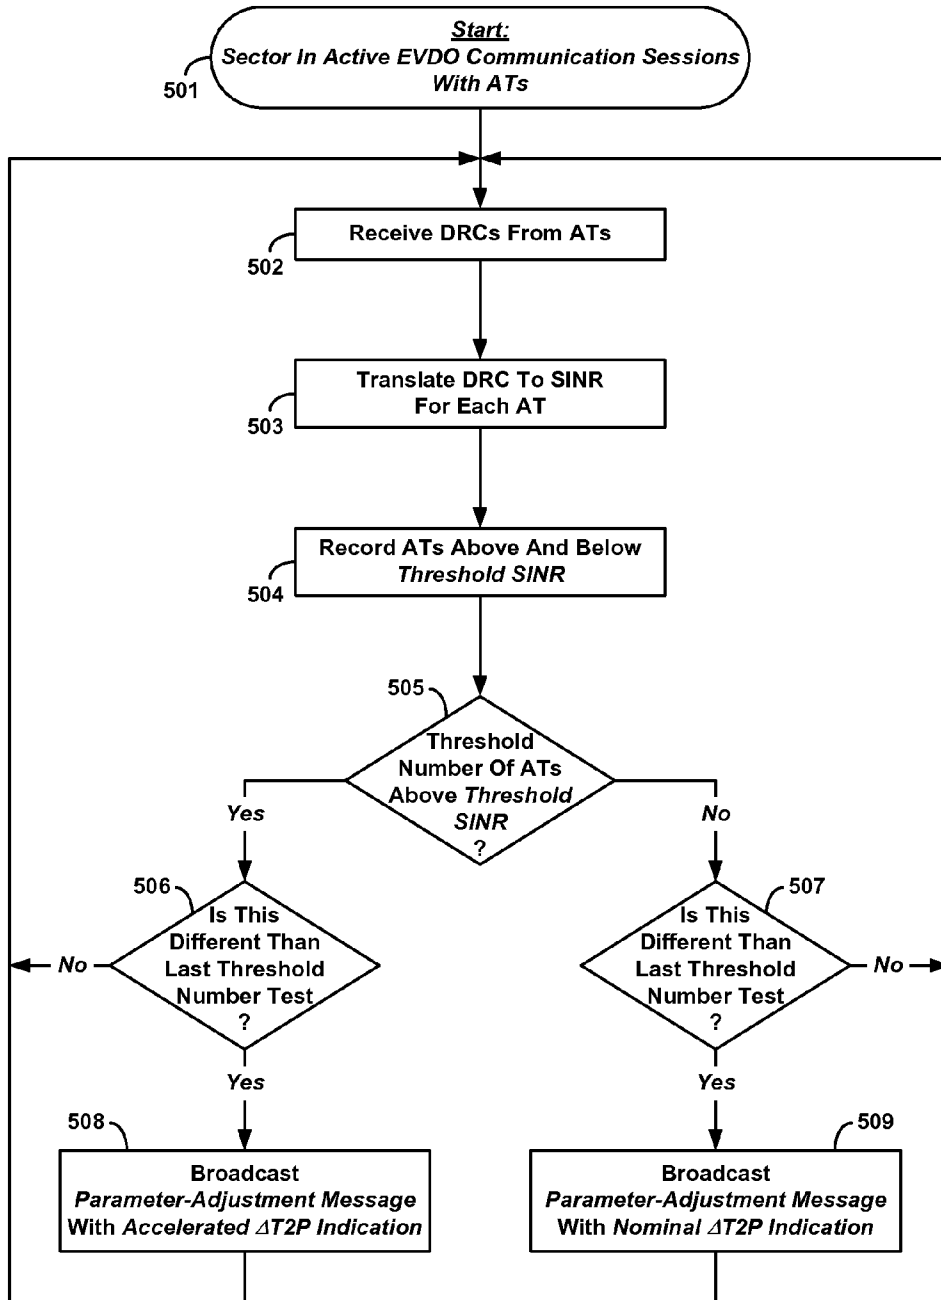 Start:
Sector In Active EVDO Communication Sessions
With ATs
501
Receive DRCs From ATs
502
Translate DRC To SINR
For Each AT
503
Record ATs Above And Below
Threshold SINR
504
505
Threshold
Number Of ATs
Above Threshold
SINR
?
Yes
No
506
Is This
Different Than
Last Threshold
Number Test
?
No
Yes
507
Is This
Different Than
Last Threshold
Number Test
?
No
Yes
508
Broadcast
Parameter-Adjustment Message
With Accelerated ΔT2P Indication
509
Broadcast
Parameter-Adjustment Message
With Nominal ΔT2P Indication